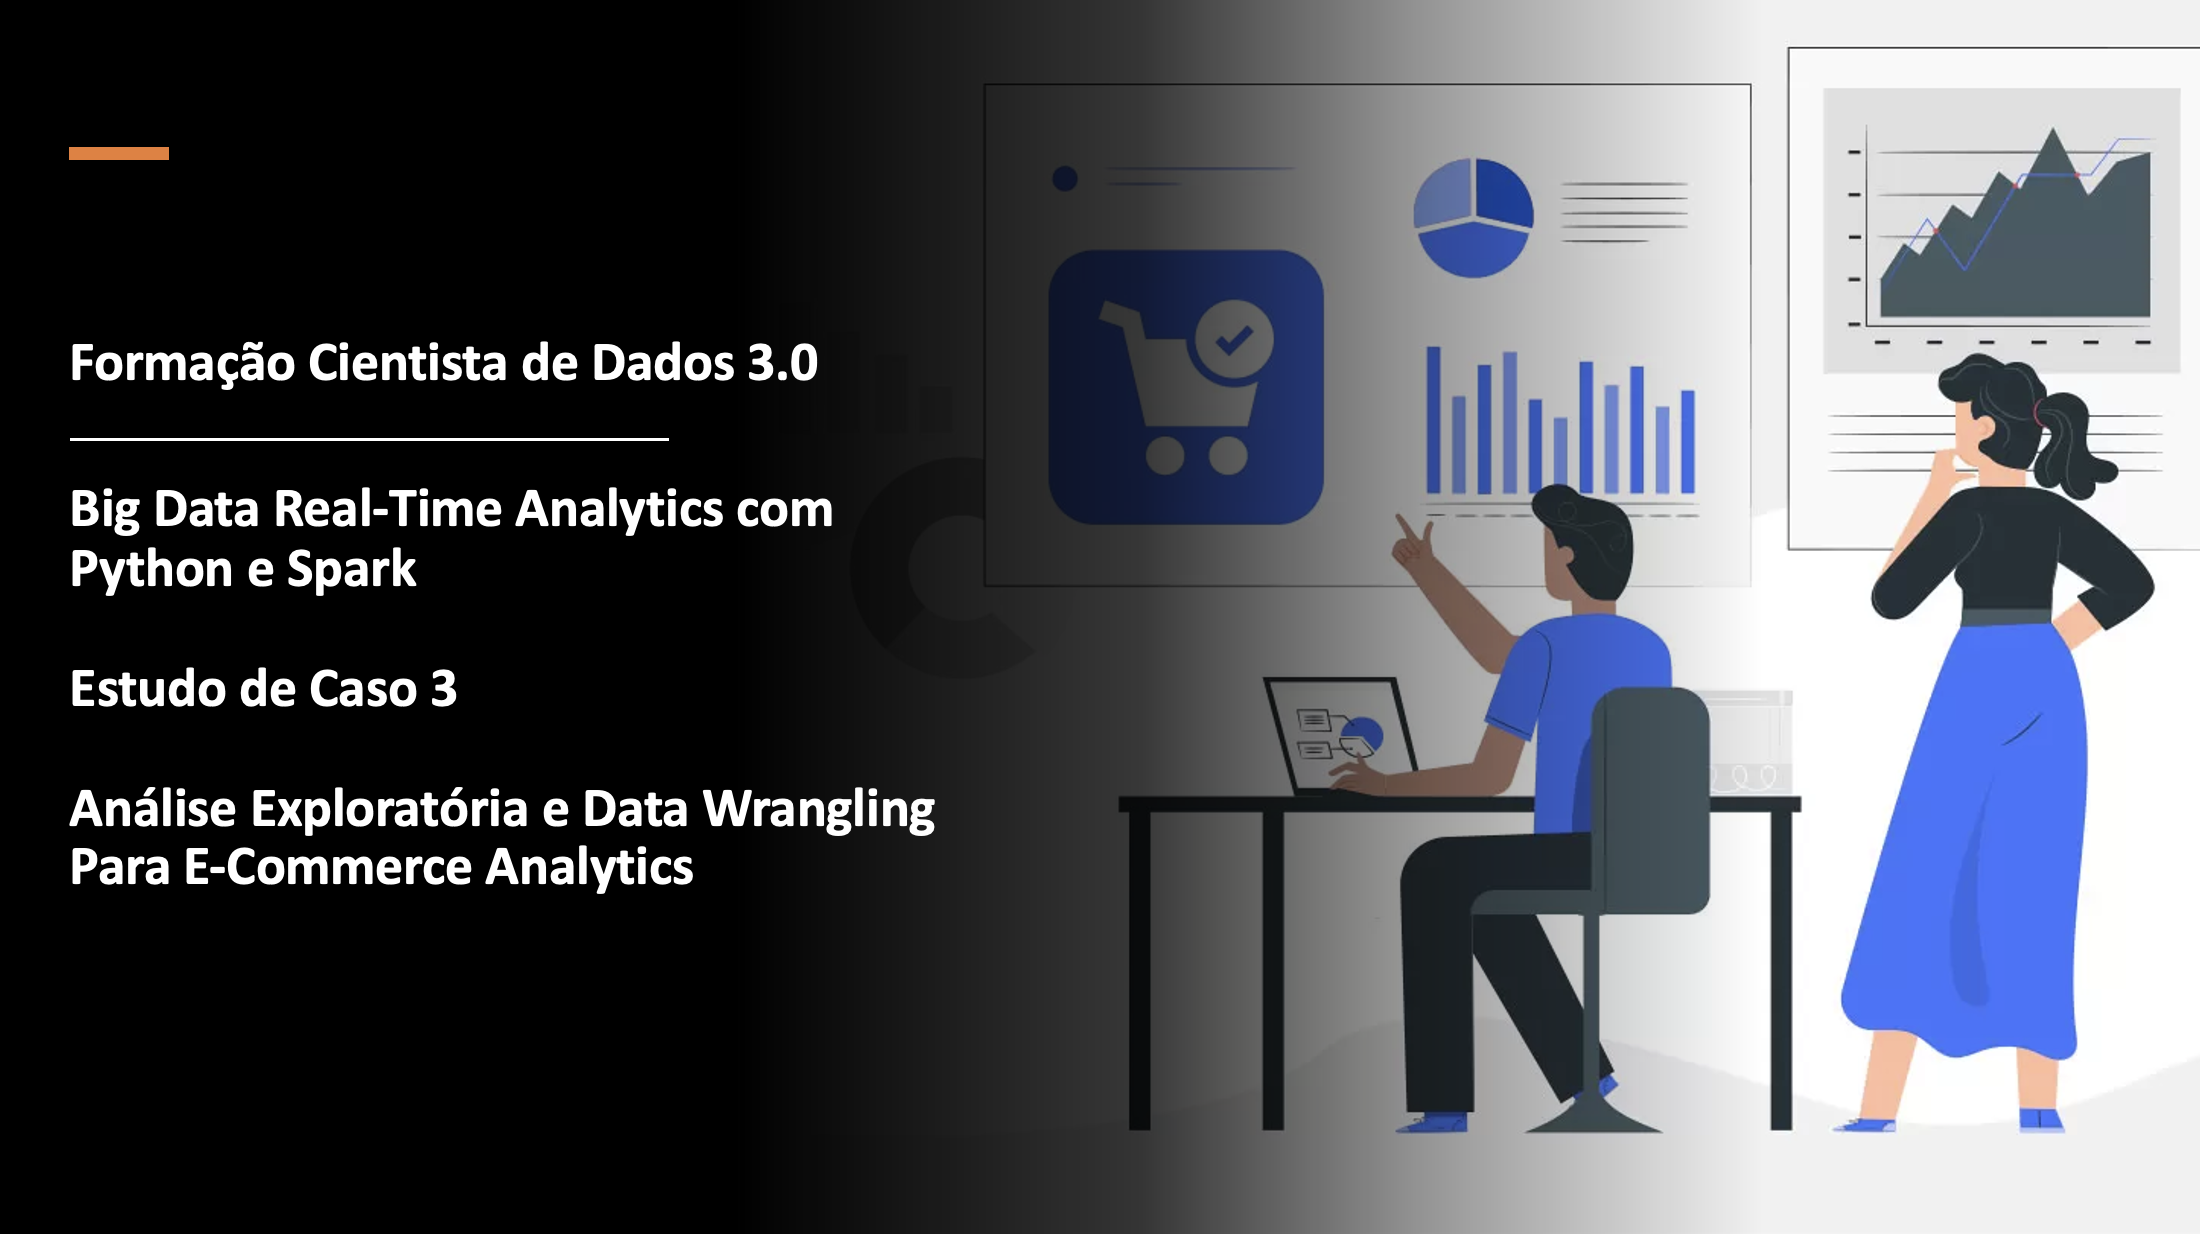 Formação Cientista de Dados 3.0
Big Data Real-Time Analytics com
Python e Spark
Estudo de Caso 3
Análise Exploratória e Data Wrangling
Para E-Commerce Analytics